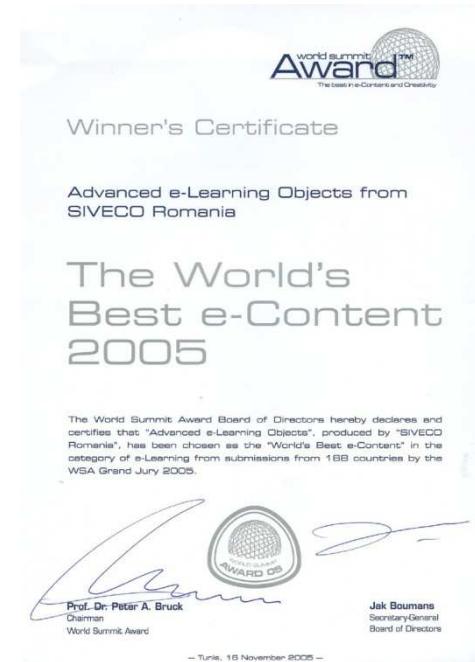 world summit
Award™
The best in e-Content and Creativity
Winner's Certificate
Advanced e-Learning Objects from
SIVECO Romania
The World's
Best e-Content
2005
The World Summit Award Board of Directors hereby declares and
certifies that "Advanced e-Learning Objects", produced by "SIVECO
Romania", has been chosen as the "World's Best e-Content" in the
category of e-Learning from submissions from 168 countries by the
WSA Grand Jury 2005.
WORLD SUMMIT
AWARD 05
Prof. Dr. Peter A. Bruck
Chairman
World Summit Award
Jak Boumans
Secretary-General
Board of Directors
– Tunis, 16 November 2005 –